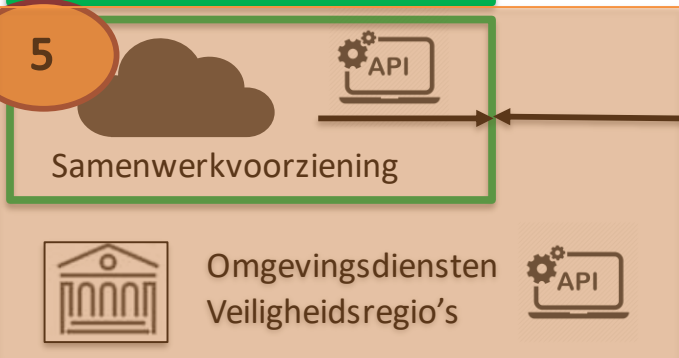 5
API
Samenwerkvoorziening
Omgevingsdiensten
Veiligheidsregio’s
API